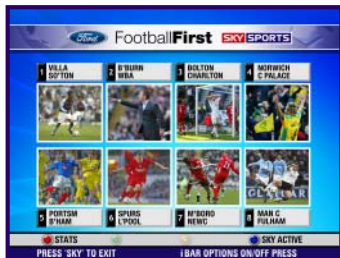 Ford FootballFirst SKY SPORTS
1 VILLA SO'TON
2 B'BURN WBA
3 BOLTON CHARLTON
4 NORWICH C PALACE
5 PORTSM B'HAM
6 SPURS L'POOL
7 M'BORO NEWC
8 MAN C FULHAM
STATS SKY ACTIVE
PRESS 'SKY' TO EXIT i BAR OPTIONS ON/OFF PRESS